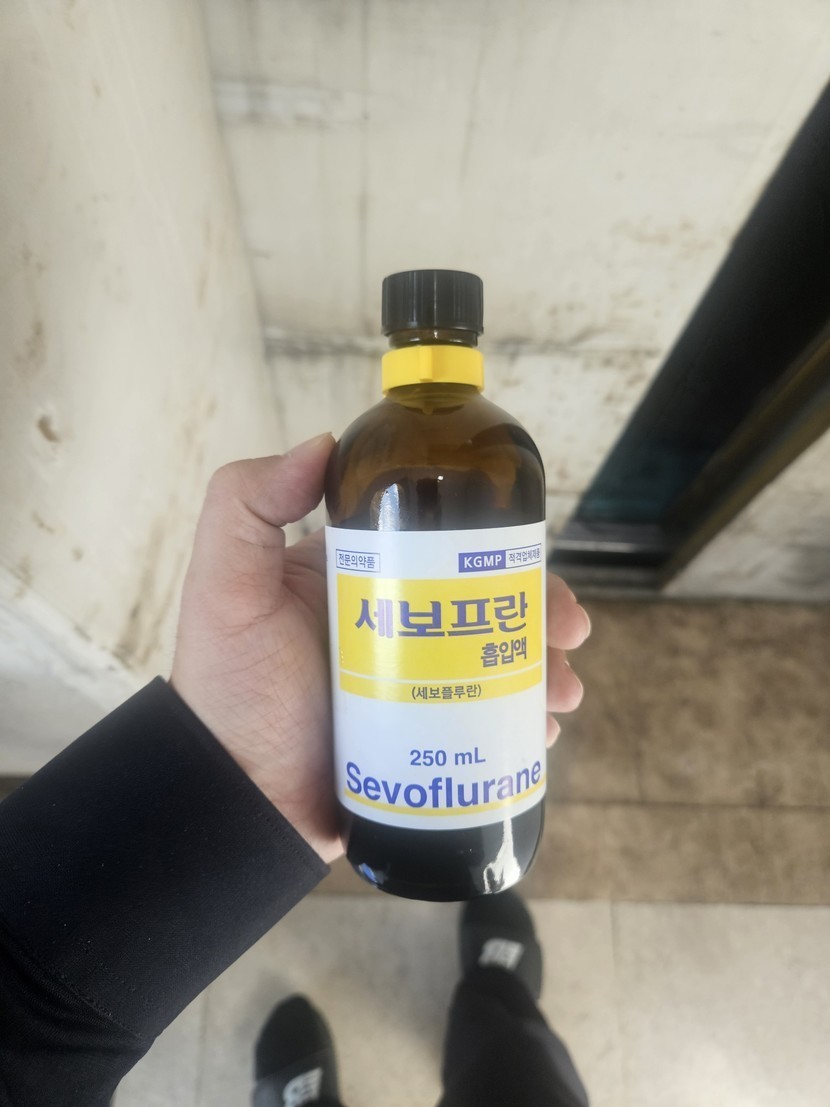 전문의약품
KGMP 적격업체제품
세보프란
흡입액
(세보플루란)
250 mL
Sevoflurane